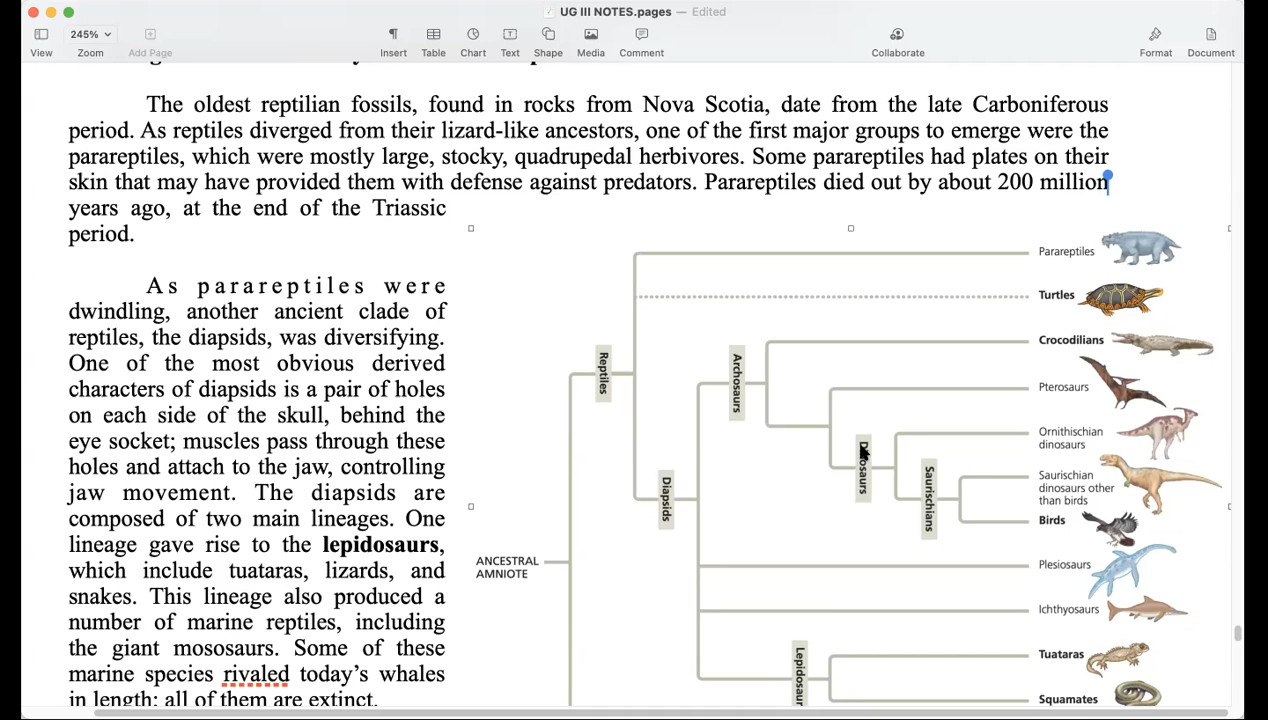 UG III NOTES.pages — Edited
245%
View
Zoom
Add Page
Insert
Table
Chart
Text
Shape
Media
Comment
Collaborate
Format
Document
The oldest reptilian fossils, found in rocks from Nova Scotia, date from the late Carboniferous
period. As reptiles diverged from their lizard-like ancestors, one of the first major groups to emerge were the
parareptiles, which were mostly large, stocky, quadrupedal herbivores. Some parareptiles had plates on their
skin that may have provided them with defense against predators. Parareptiles died out by about 200 million
years ago, at the end of the Triassic
period.
As parareptiles were
dwindling, another ancient clade of
reptiles, the diapsids, was diversifying.
One of the most obvious derived
characters of diapsids is a pair of holes
on each side of the skull, behind the
eye socket; muscles pass through these
holes and attach to the jaw, controlling
jaw movement. The diapsids are
composed of two main lineages. One
lineage gave rise to the lepidosaurs,
which include tuataras, lizards, and
snakes. This lineage also produced a
number of marine reptiles, including
the giant mososaurs. Some of these
marine species rivaled today's whales
in length; all of them are extinct.
Parareptiles
Turtles
Crocodilians
Pterosaurs
Ornithischian
dinosaurs
Saurischian
dinosaurs other
than birds
Birds
Plesiosaurs
Ichthyosaurs
Tuataras
Squamates
Reptiles
Archosaurs
Dinosaurs
Saurischians
Diapsids
ANCESTRAL
AMNIOTE